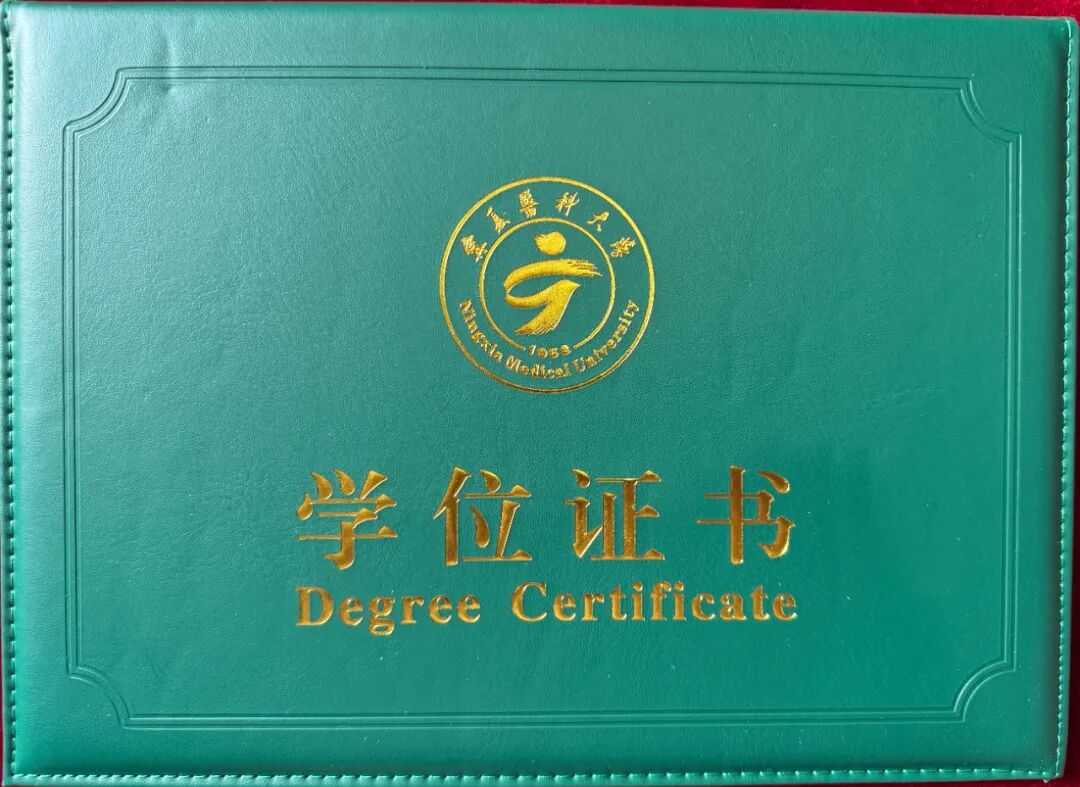 寧夏醫科大學
1958
Ningxia Medical University
学位证书
Degree Certificate